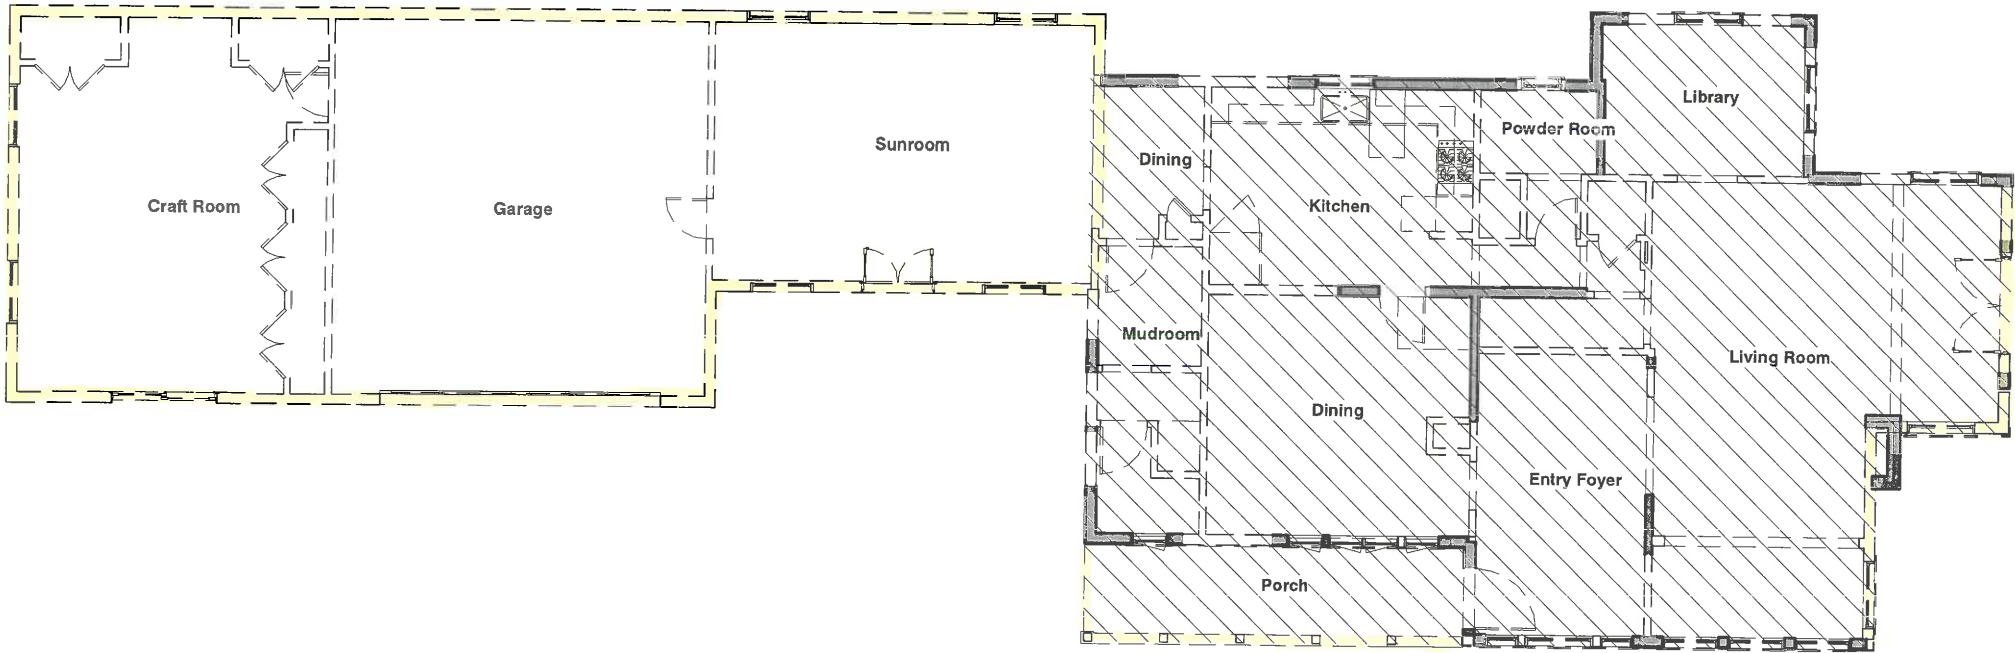 Library
Powder Room
Sunroom
Dining
Craft Room
Garage
Kitchen
Mudroom
Living Room
Dining
Entry Foyer
Porch